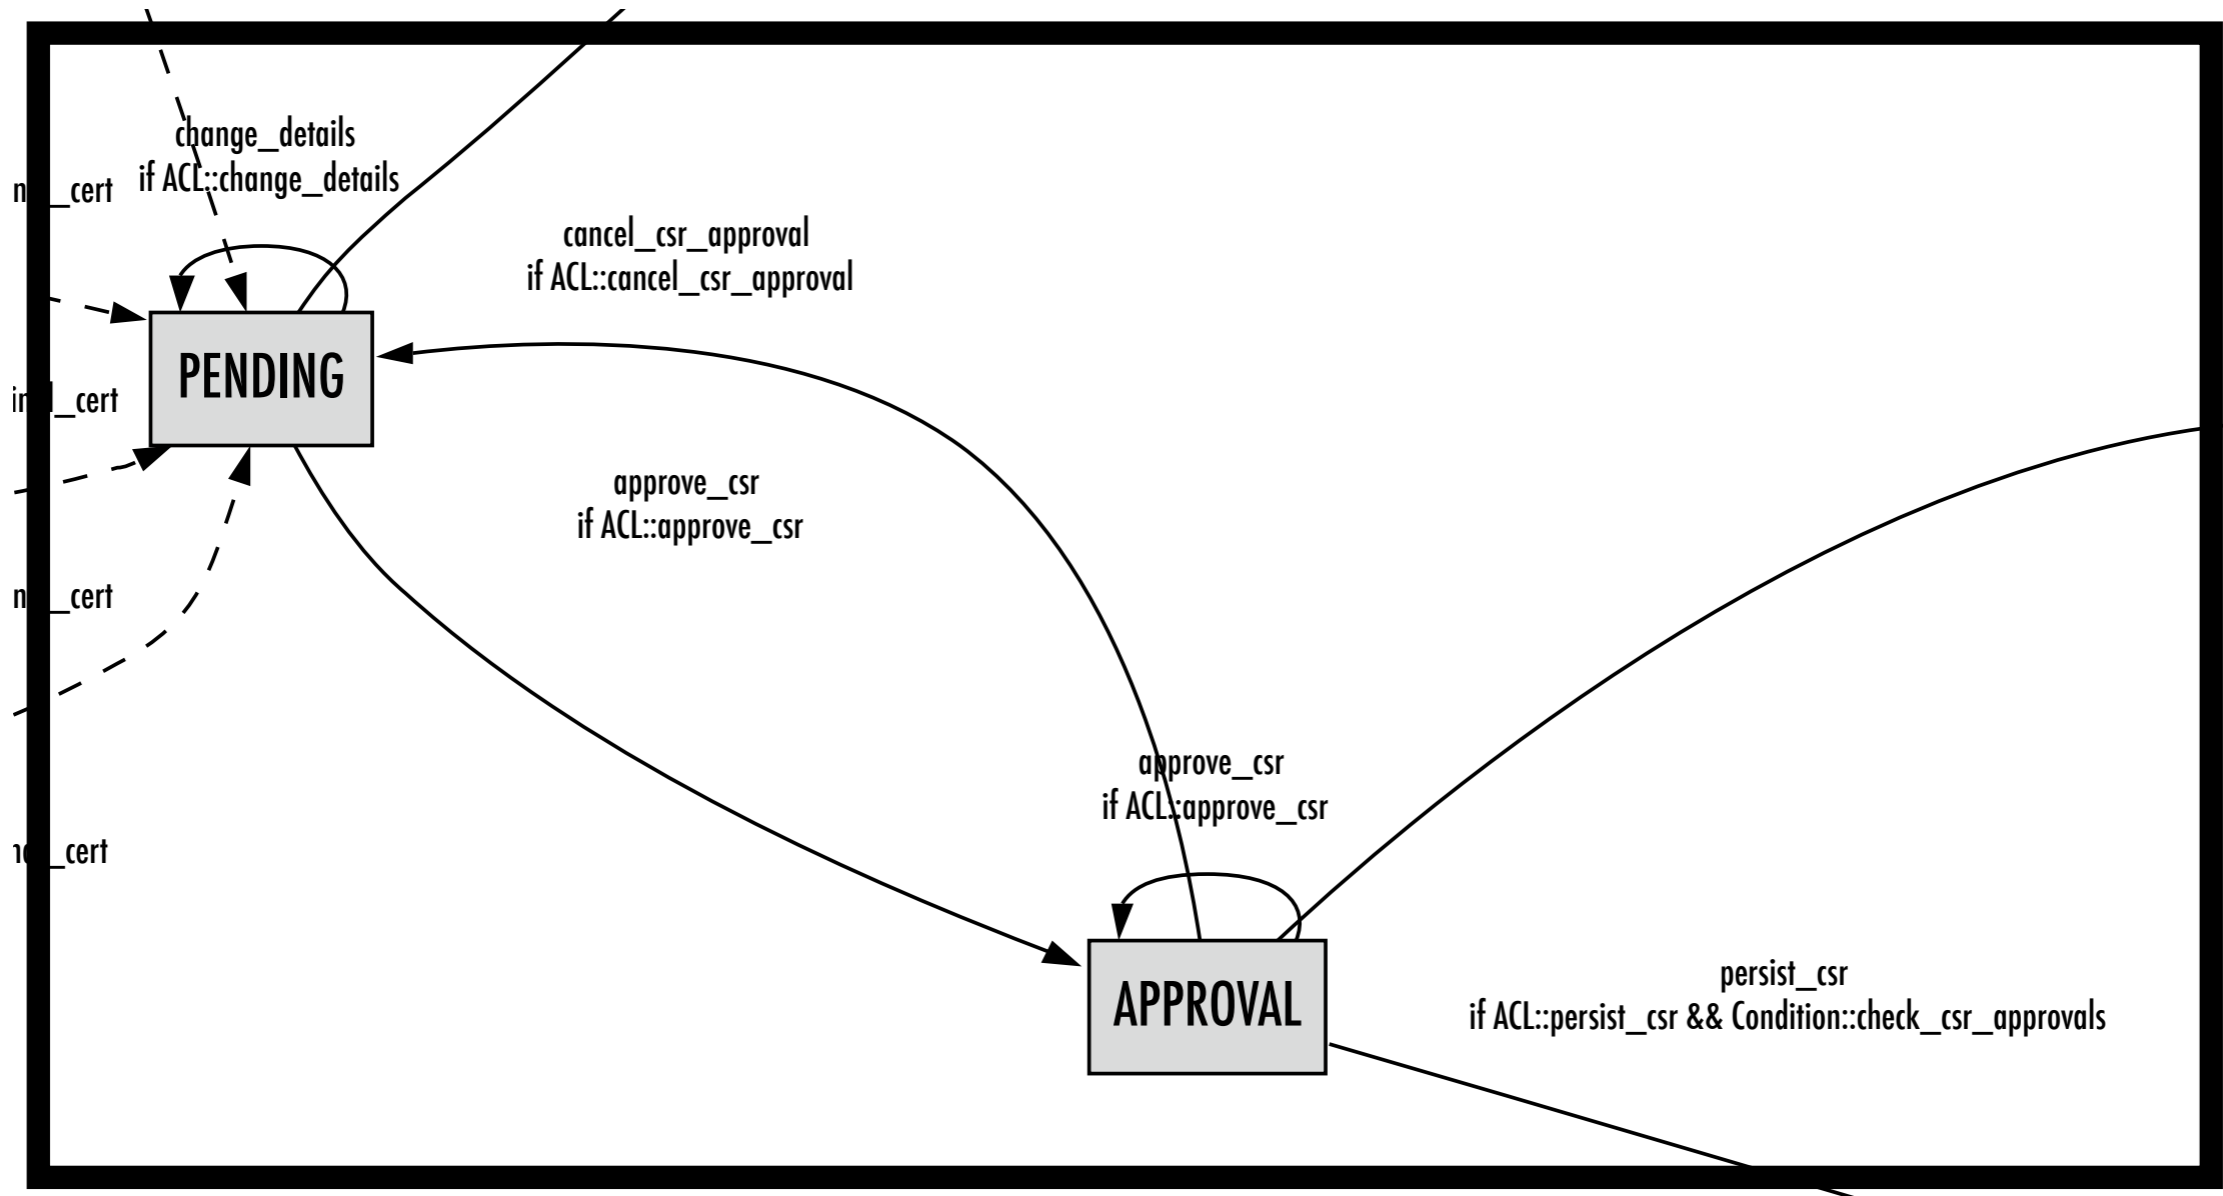 change_details
if ACL::change_details
_cert
cancel_csr_approval
if ACL::cancel_csr_approval
PENDING
_cert
approve_csr
if ACL::approve_csr
_cert
approve_csr
if ACL::approve_csr
_cert
persist_csr
if ACL::persist_csr && Condition::check_csr_approvals
APPROVAL